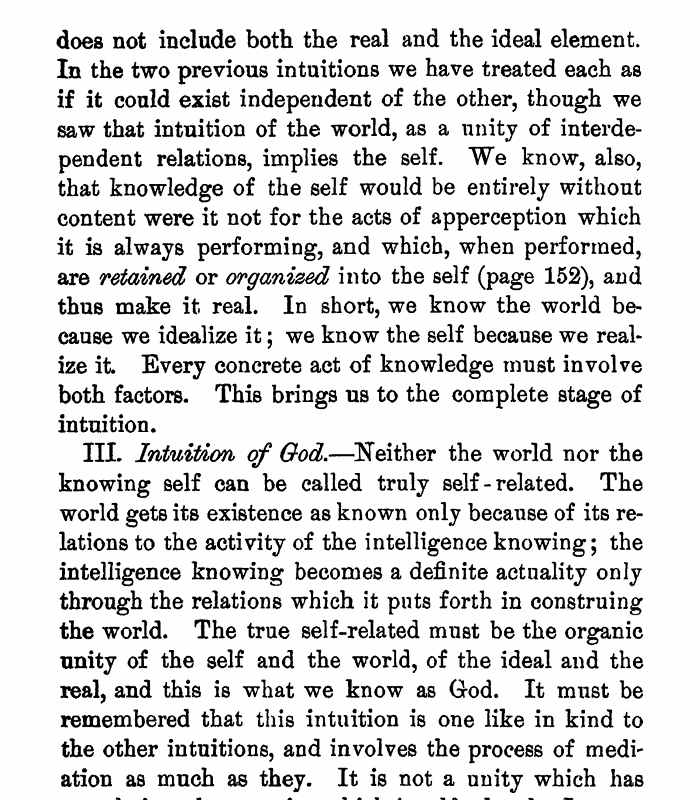 does not include both the real and the ideal element.
In the two previous intuitions we have treated each as
if it could exist independent of the other, though we
saw that intuition of the world, as a unity of interde-
pendent relations, implies the self. We know, also,
that knowledge of the self would be entirely without
content were it not for the acts of apperception which
it is always performing, and which, when performed,
are retained or organized into the self (page 152), and
thus make it real. In short, we know the world be-
cause we idealize it; we know the self because we real-
ize it. Every concrete act of knowledge must involve
both factors. This brings us to the complete stage of
intuition.
III. Intuition of God.—Neither the world nor the
knowing self can be called truly self-related. The
world gets its existence as known only because of its re-
lations to the activity of the intelligence knowing; the
intelligence knowing becomes a definite actuality only
through the relations which it puts forth in construing
the world. The true self-related must be the organic
unity of the self and the world, of the ideal and the
real, and this is what we know as God. It must be
remembered that this intuition is one like in kind to
the other intuitions, and involves the process of medi-
ation as much as they. It is not a unity which has